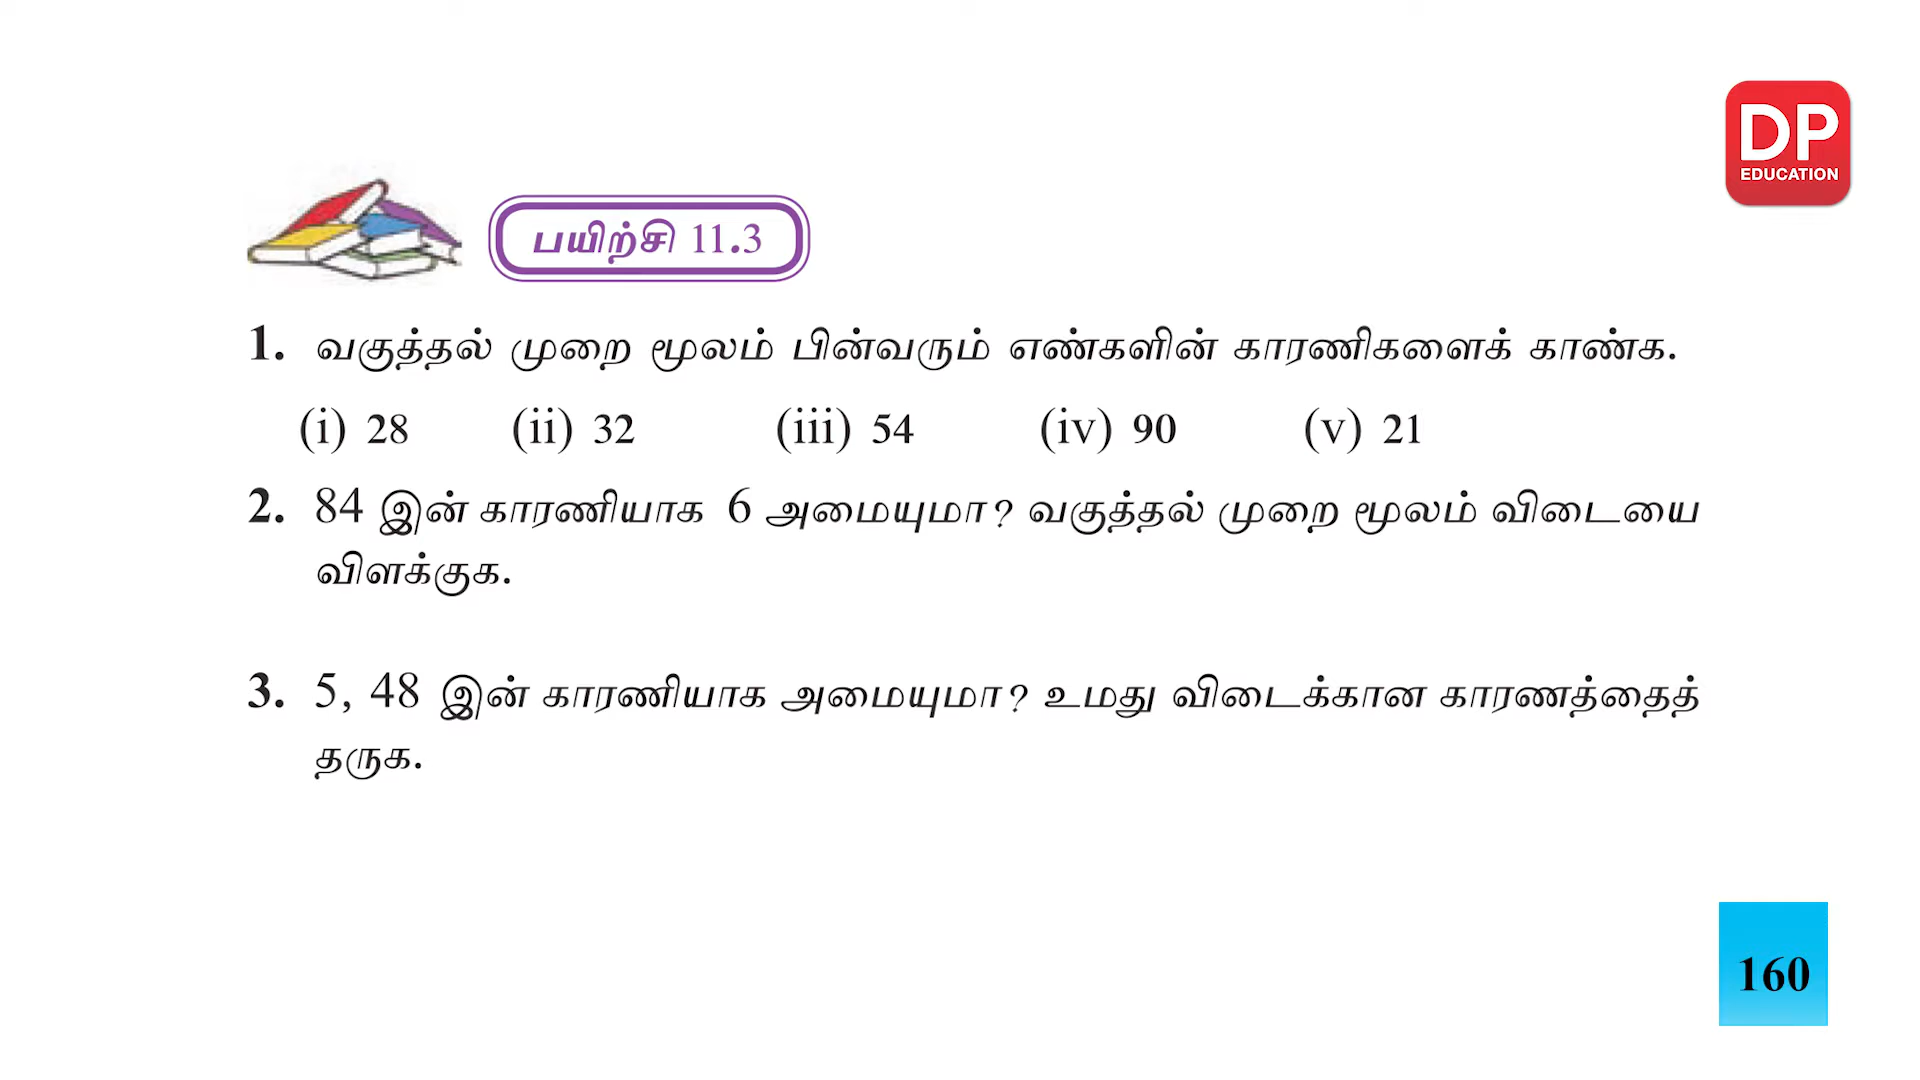 DP
EDUCATION
பயிற்சி 11.3
1. வகுத்தல் முறை மூலம் பின்வரும் எண்களின் காரணிகளைக் காண்க.
(i) 28 (ii) 32 (iii) 54 (iv) 90 (v) 21
2. 84 இன் காரணியாக 6 அமையுமா? வகுத்தல் முறை மூலம் விடையை
விளக்குக.
3. 5, 48 இன் காரணியாக அமையுமா? உமது விடைக்கான காரணத்தைத்
தருக.
160